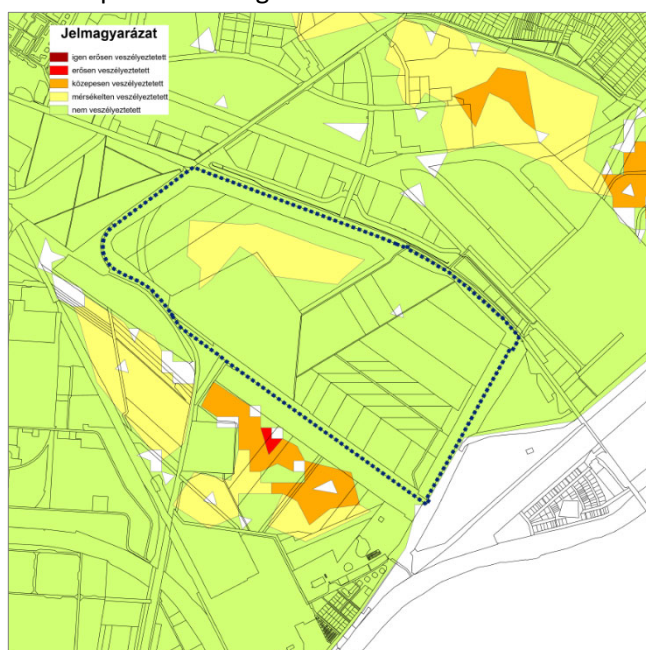 Jelmagyarázat
igen erősen veszélyeztetett
erősen veszélyeztetett
közepesen veszélyeztetett
mérsékelten veszélyeztetett
nem veszélyeztetett